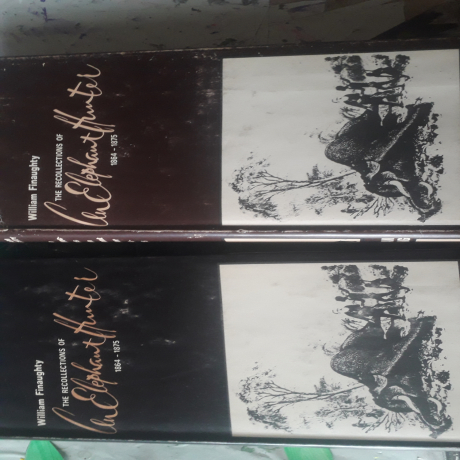 William Finaughty
THE RECOLLECTIONS OF
An Elephant Hunter
1864 - 1875
William Finaughty
THE RECOLLECTIONS OF
An Elephant Hunter
1864 - 1875